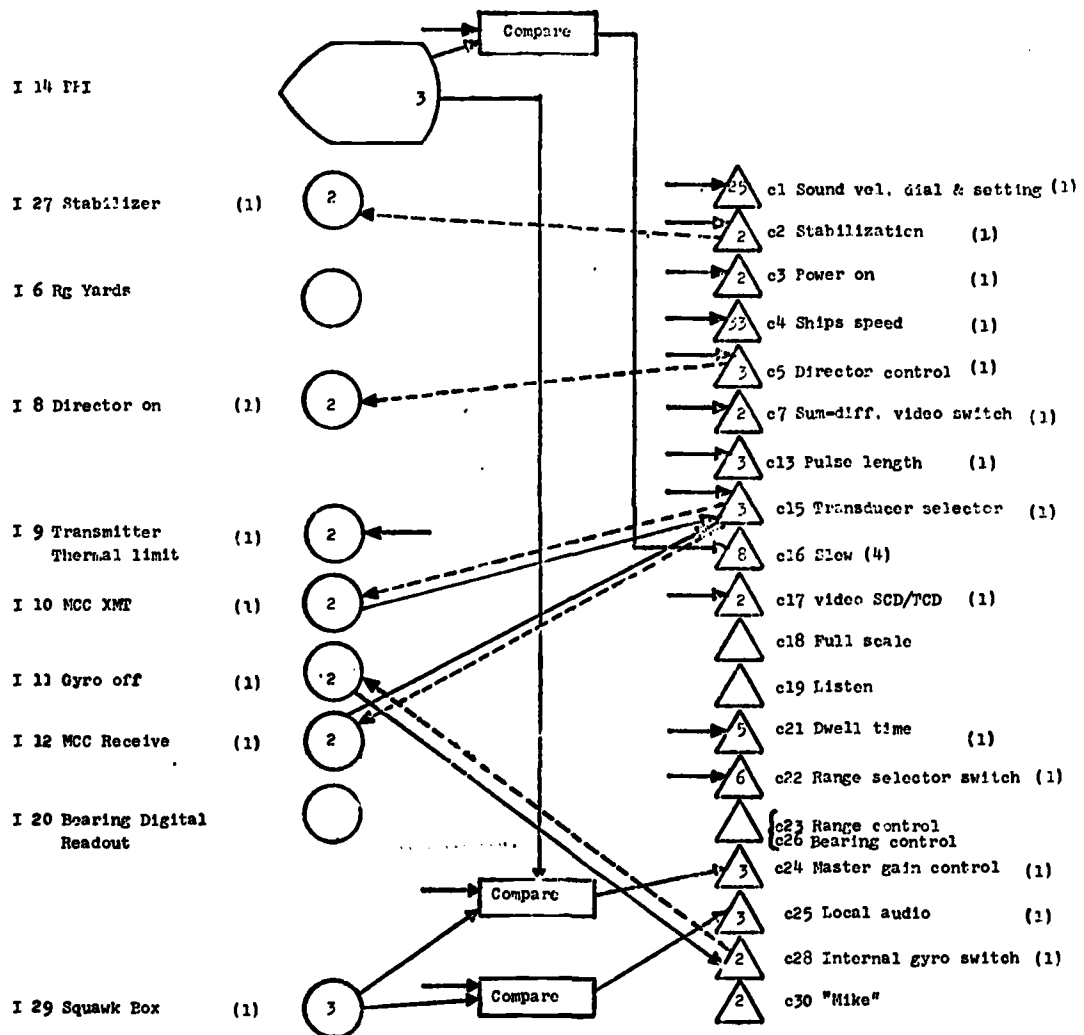 Compare
I 14 PPI
3
I 27 Stabilizer (1) 2
25 c1 Sound vel. dial & setting (1)
2 c2 Stabilization (1)
I 6 Rg Yards
2 c3 Power on (1)
33 c4 Ships speed (1)
I 8 Director on (1) 2
3 c5 Director control (1)
2 c7 Sum-diff. video switch (1)
3 c13 Pulse length (1)
I 9 Transmitter
Thermal limit (1) 2
3 c15 Transducer selector (1)
8 c16 Slew (4)
I 10 MCC XMT (1) 2
2 c17 video SCD/TCD (1)
c18 Full scale
I 11 Gyro off (1) 2
c19 Listen
I 12 MCC Receive (1) 2
5 c21 Dwell time (1)
6 c22 Range selector switch (1)
I 20 Bearing Digital
Readout
c23 Range control
c26 Bearing control
Compare
3 c24 Master gain control (1)
3 c25 Local audio (1)
2 c28 Internal gyro switch (1)
I 29 Squawk Box (1) 3
Compare
2 c30 "Mike"